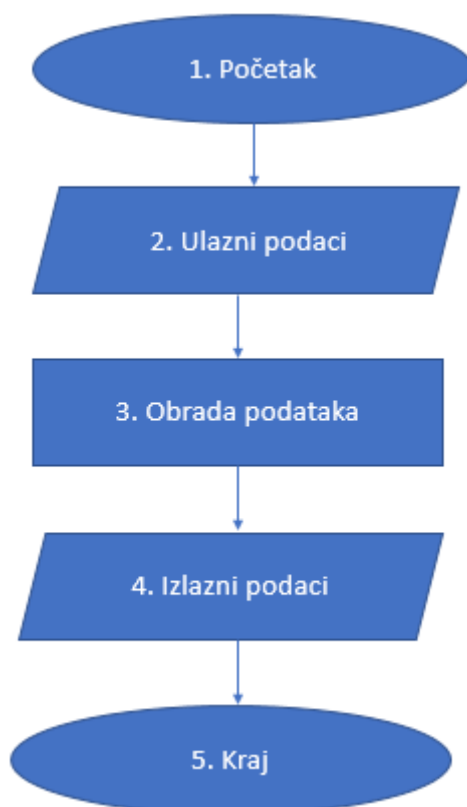 1. Početak
2. Ulazni podaci
3. Obrada podataka
4. Izlazni podaci
5. Kraj